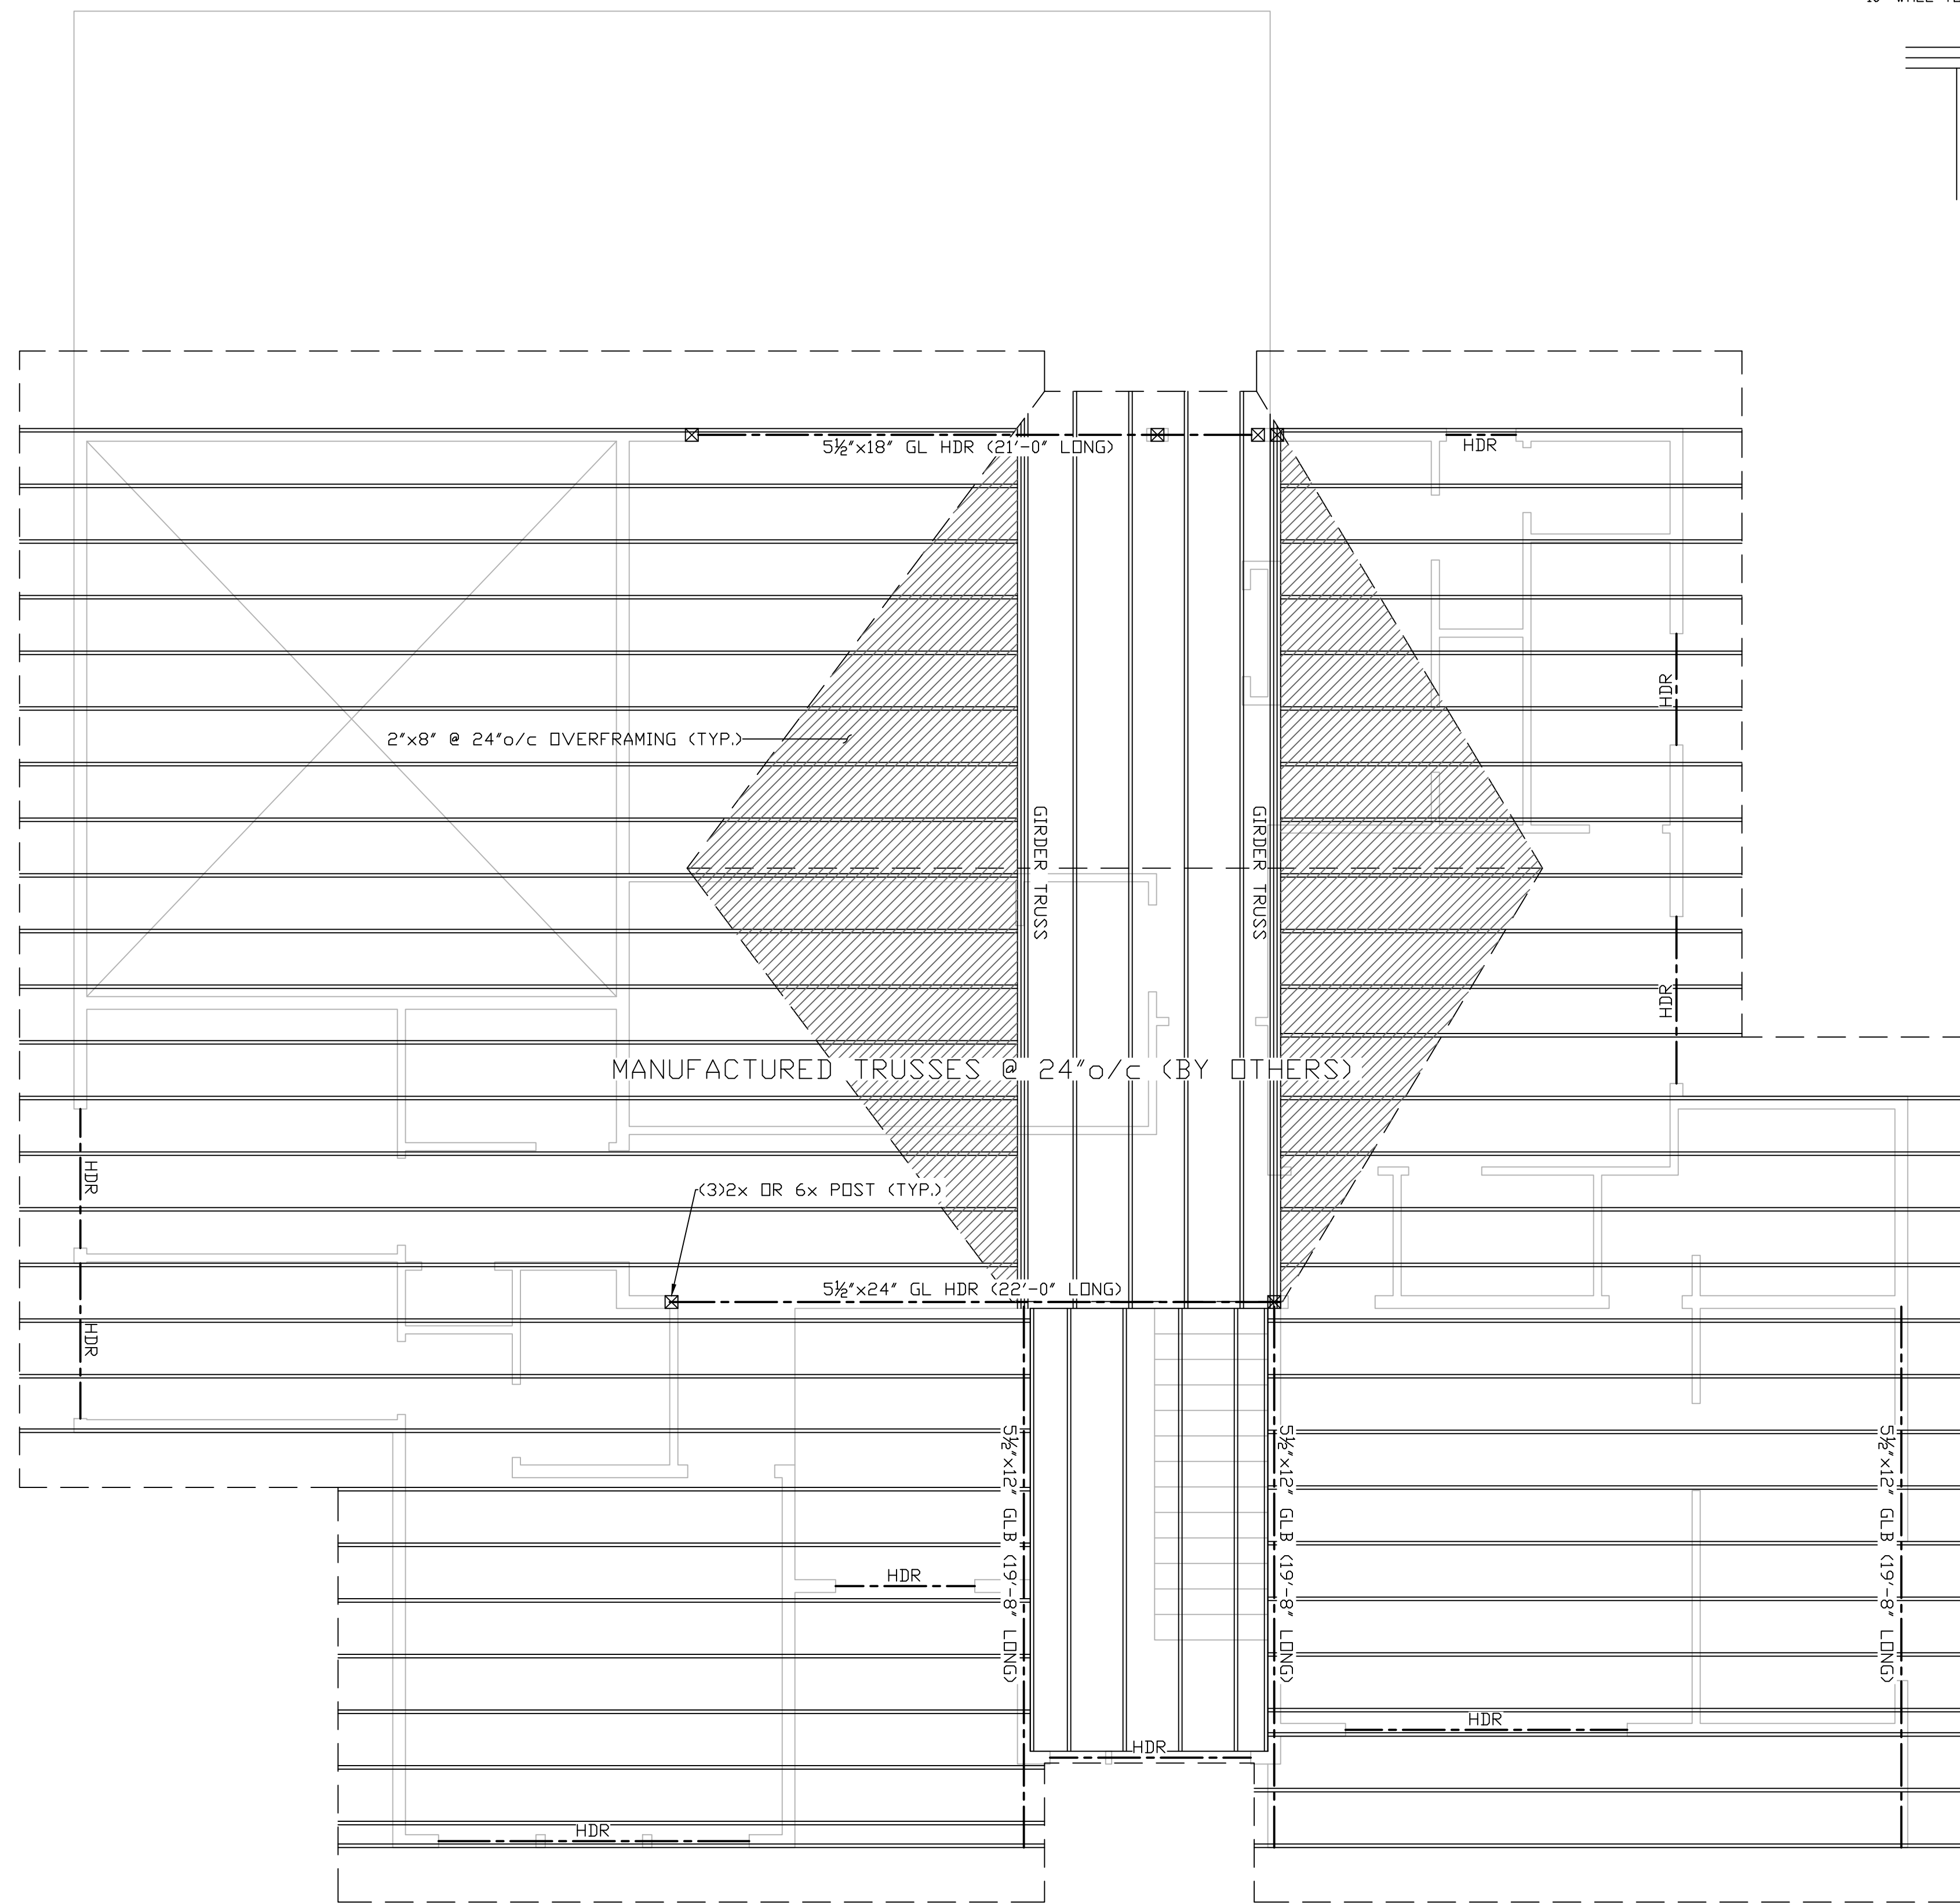 5½"x18" GL HDR (21'-0" LONG)
HDR
HDR
2"x8" @ 24"o/c OVERFRAMING (TYP.)
GIRDER TRUSS
GIRDER TRUSS
HDR
MANUFACTURED TRUSSES @ 24"o/c (BY OTHERS)
HDR
(3)2x OR 6x POST (TYP.)
5½"x24" GL HDR (22'-0" LONG)
HDR
5½"x12" GLB (19'-8" LONG)
5½"x12" GLB (19'-8" LONG)
5½"x12" GLB (19'-8" LONG)
HDR
HDR
HDR
HDR